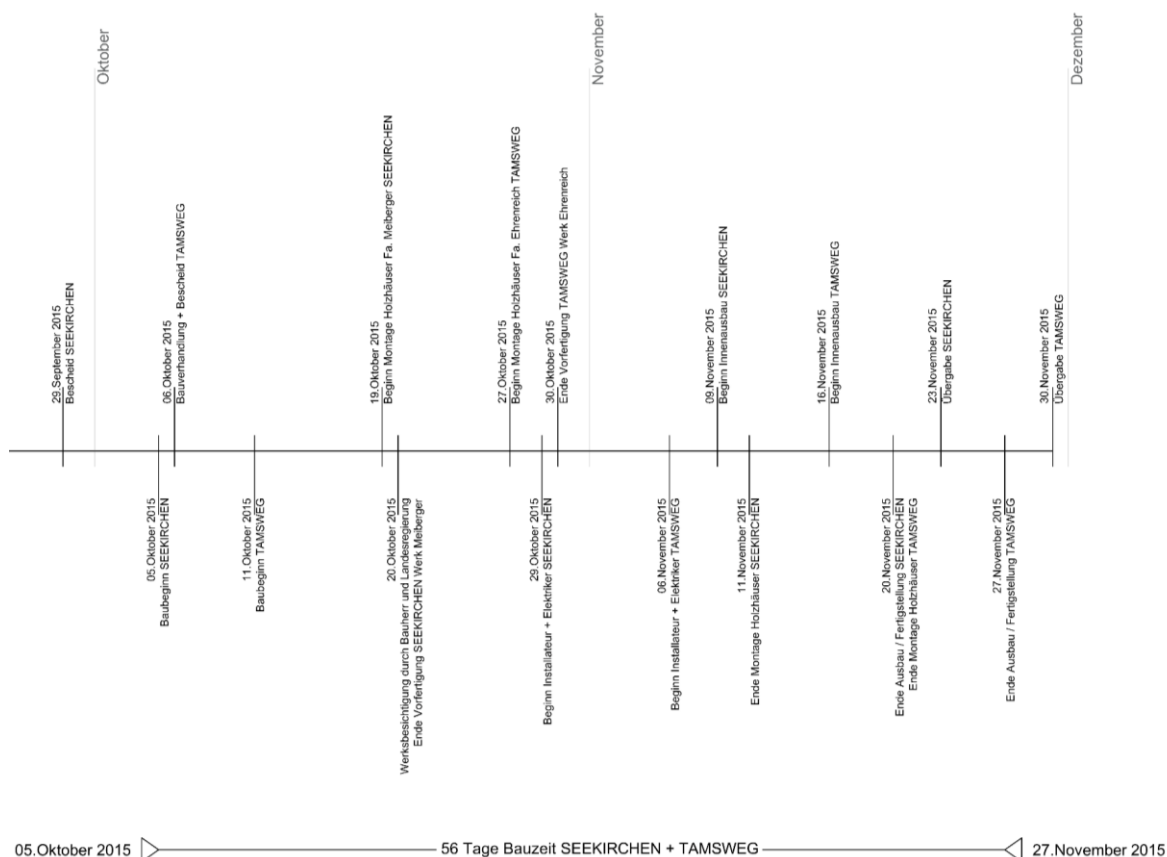 Oktober
November
Dezember
29.September 2015
Bescheid SEEKIRCHEN
06.Oktober 2015
Bauverhandlung + Bescheid TAMSWEG
19.Oktober 2015
Beginn Montage Holzhäuser Fa. Meiberger SEEKIRCHEN
27.Oktober 2015
Beginn Montage Holzhäuser Fa. Ehrenreich TAMSWEG
30.Oktober 2015
Ende Vorfertigung TAMSWEG Werk Ehrenreich
09.November 2015
Beginn Innenausbau SEEKIRCHEN
16.November 2015
Beginn Innenausbau TAMSWEG
23.November 2015
Übergabe SEEKIRCHEN
30.November 2015
Übergabe TAMSWEG
05.Oktober 2015
Baubeginn SEEKIRCHEN
11.Oktober 2015
Baubeginn TAMSWEG
20.Oktober 2015
Werksbesichtigung durch Bauherr und Landesregierung
Ende Vorfertigung SEEKIRCHEN Werk Meiberger
29.Oktober 2015
Beginn Installateur + Elektriker SEEKIRCHEN
06.November 2015
Beginn Installateur + Elektriker TAMSWEG
11.November 2015
Ende Montage Holzhäuser SEEKIRCHEN
20.November 2015
Ende Ausbau / Fertigstellung SEEKIRCHEN
Ende Montage Holzhäuser TAMSWEG
27.November 2015
Ende Ausbau / Fertigstellung TAMSWEG
05.Oktober 2015
56 Tage Bauzeit SEEKIRCHEN + TAMSWEG
27.November 2015